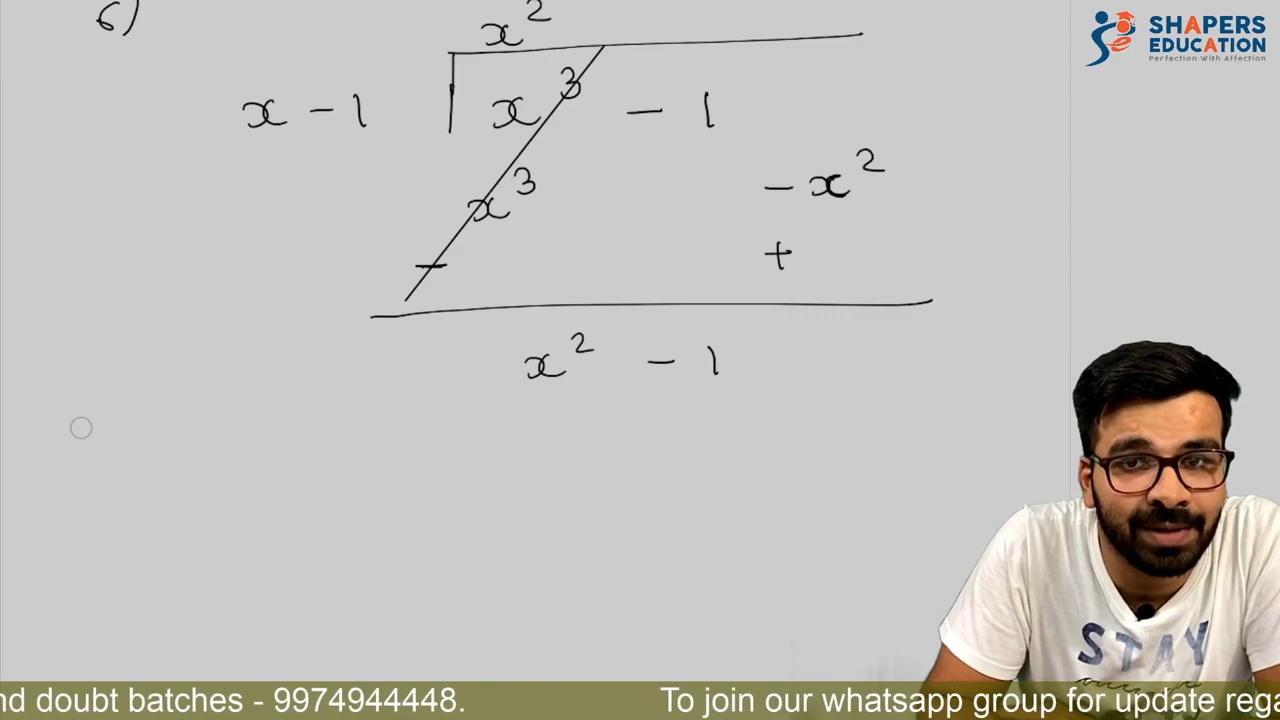 SHAPERS
EDUCATION
Perfection With Affection
6)
x²
x - 1 x³ - 1
x³ - x²
- +
x² - 1
STAY
nd doubt batches - 9974944448. To join our whatsapp group for update rega